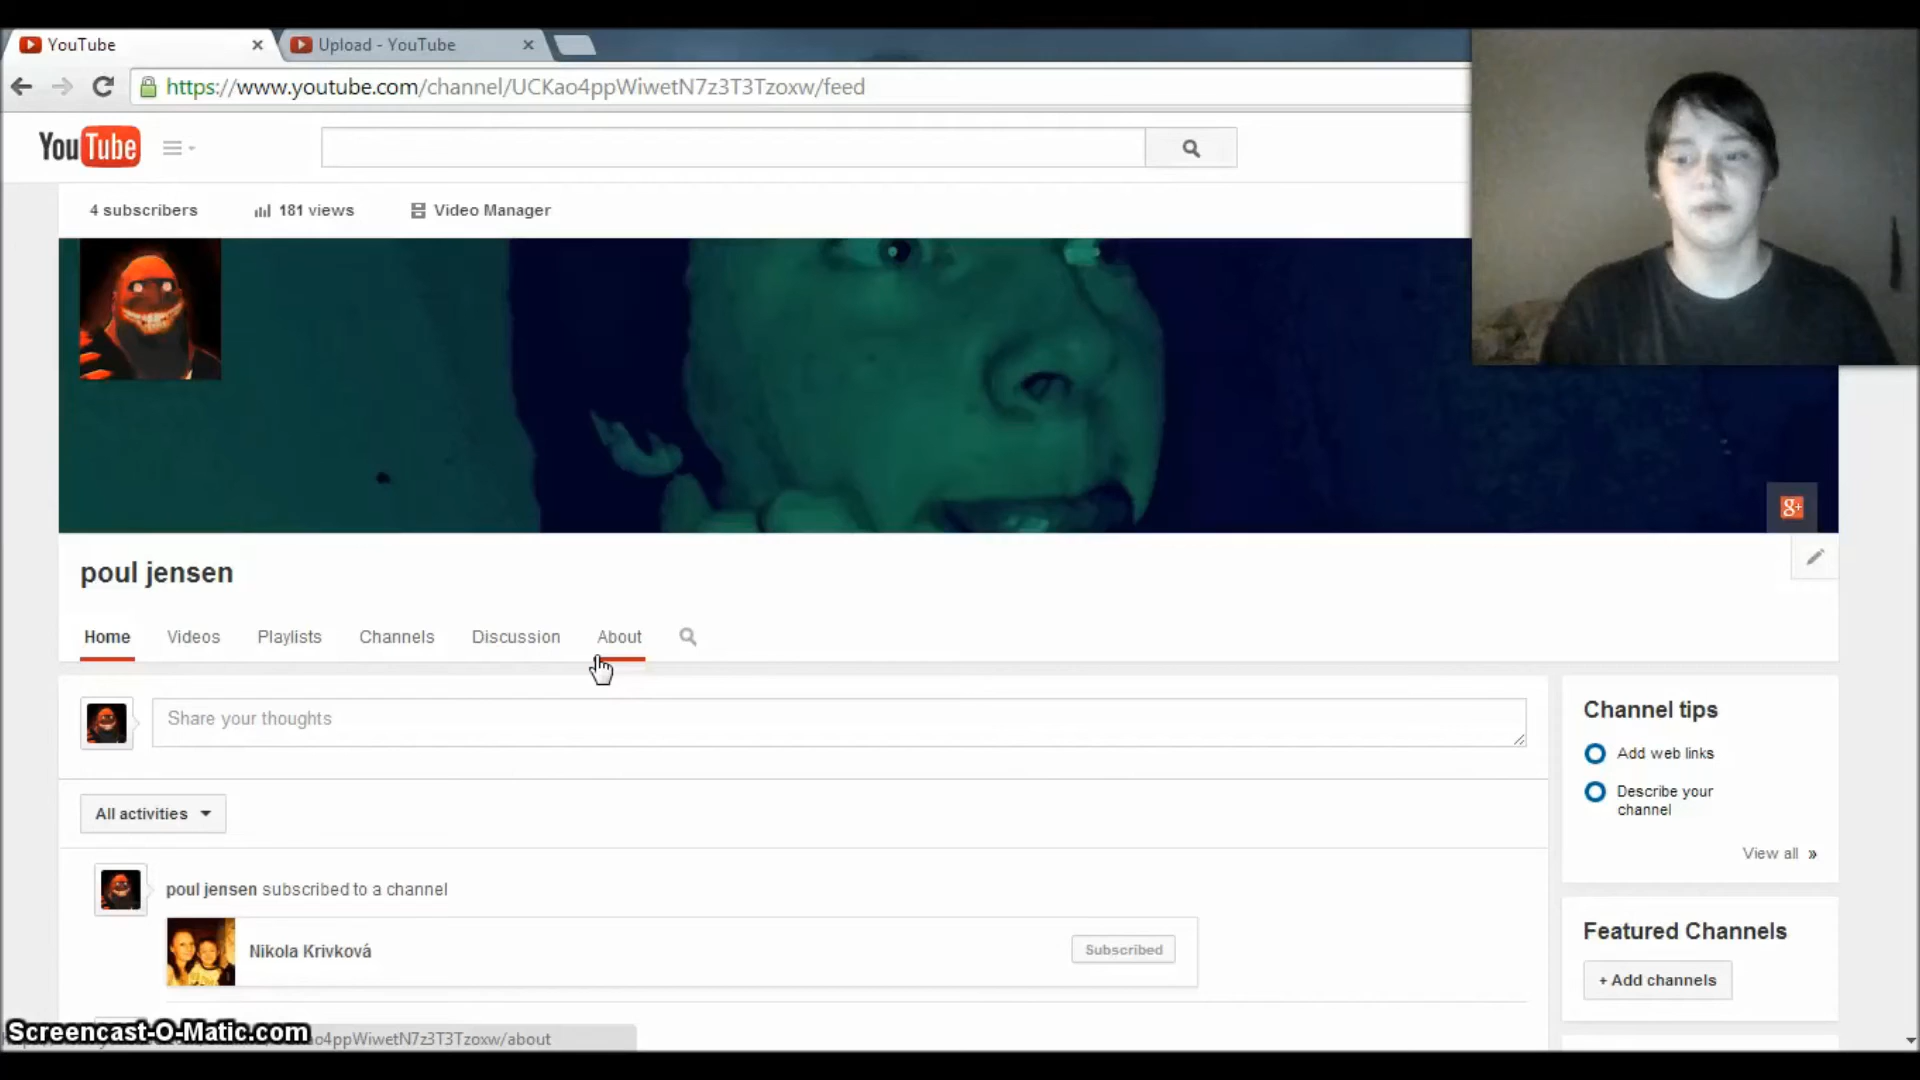 YouTube
Upload - YouTube
https://www.youtube.com/channel/UCKao4ppWiwetN7z3T3Tzoxw/feed
YouTube
4 subscribers 181 views Video Manager
g+
poul jensen
Home Videos Playlists Channels Discussion About
Share your thoughts
All activities
poul jensen subscribed to a channel
Nikola Krivková Subscribed
Channel tips
Add web links
Describe your
channel
View all »
Featured Channels
+ Add channels
Screencast-O-Matic.com
ao4ppWiwetN7z3T3Tzoxw/about